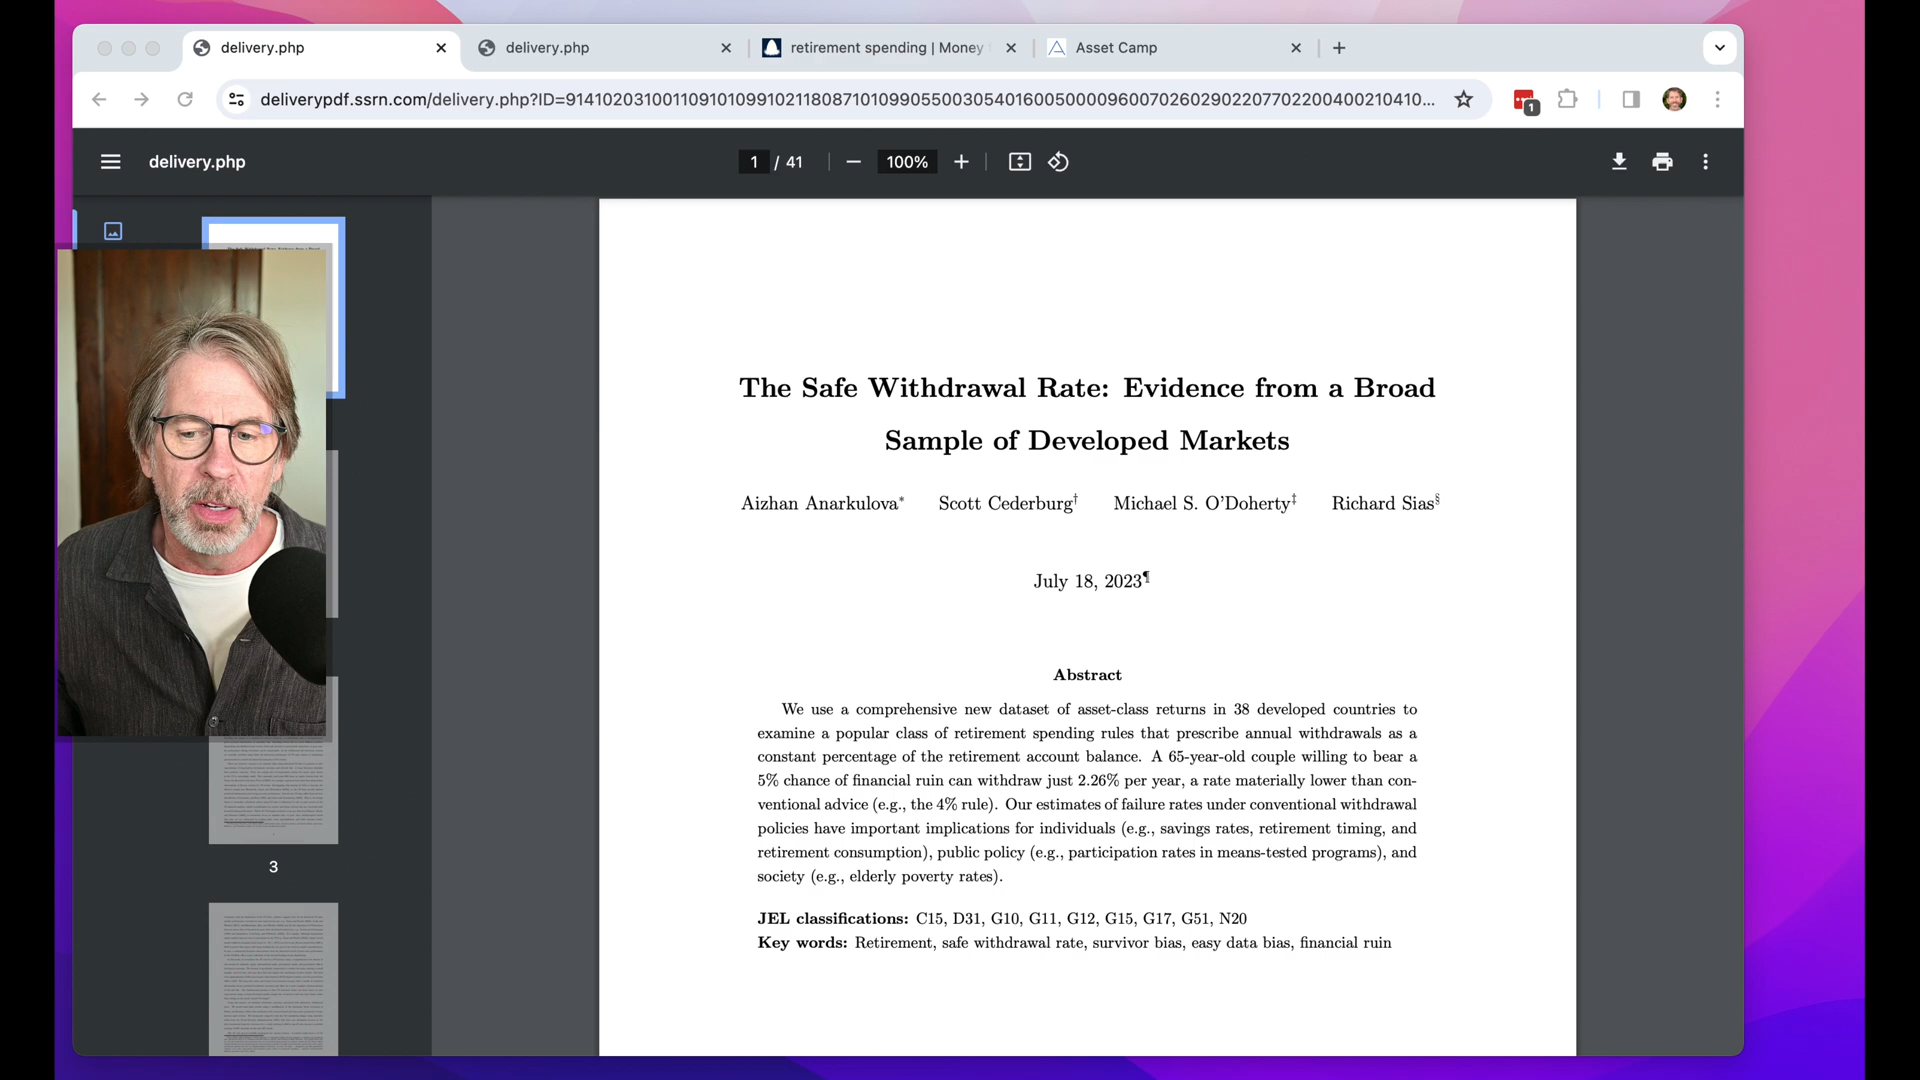 delivery.php
delivery.php
retirement spending | Money
Asset Camp
deliverypdf.ssrn.com/delivery.php?ID=91410203100110910109910211808710109905500305401600500009600702602902207702200400210410...
1
delivery.php
1 / 41
100%
The Safe Withdrawal Rate: Evidence from a Broad
Sample of Developed Markets
Aizhan Anarkulova* Scott Cederburg† Michael S. O'Doherty‡ Richard Sias§
July 18, 2023¶
Abstract
We use a comprehensive new dataset of asset-class returns in 38 developed countries to
examine a popular class of retirement spending rules that prescribe annual withdrawals as a
constant percentage of the retirement account balance. A 65-year-old couple willing to bear a
5% chance of financial ruin can withdraw just 2.26% per year, a rate materially lower than con-
ventional advice (e.g., the 4% rule). Our estimates of failure rates under conventional withdrawal
policies have important implications for individuals (e.g., savings rates, retirement timing, and
retirement consumption), public policy (e.g., participation rates in means-tested programs), and
society (e.g., elderly poverty rates).
JEL classifications: C15, D31, G10, G11, G12, G15, G17, G51, N20
Key words: Retirement, safe withdrawal rate, survivor bias, easy data bias, financial ruin
3